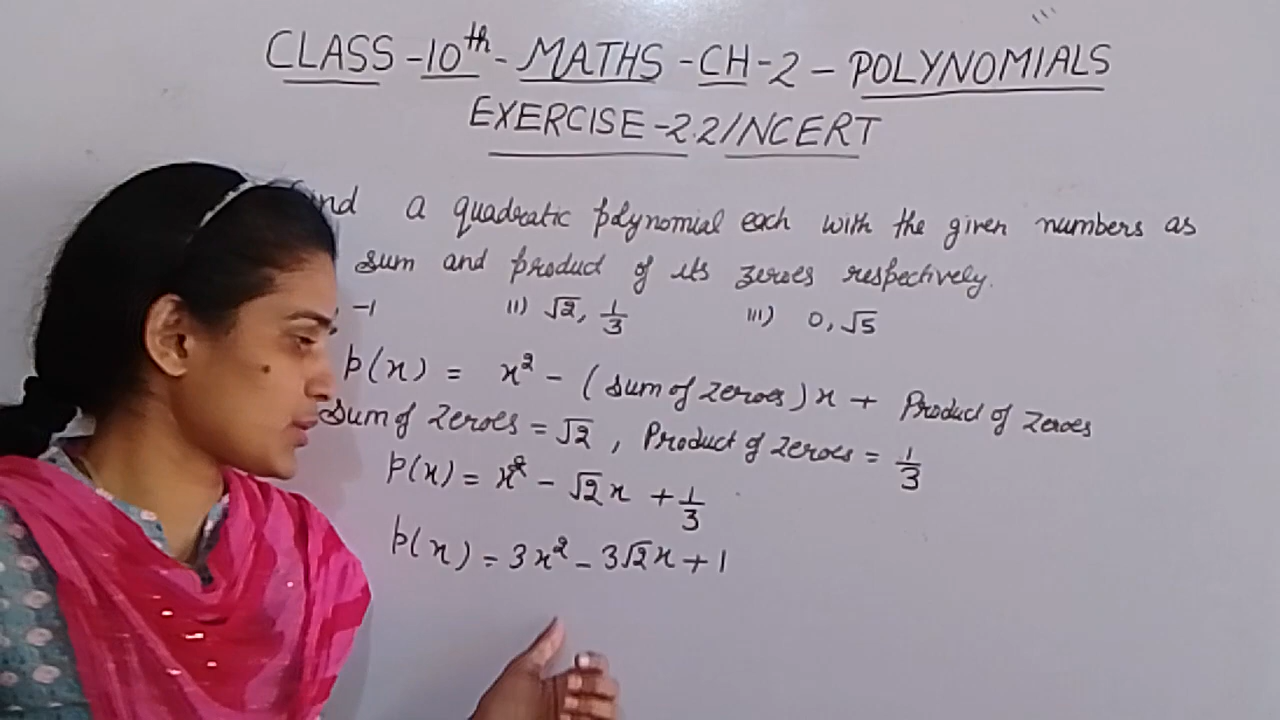 CLASS-10th-MATHS-CH-2-POLYNOMIALS
EXERCISE-2.2/NCERT
a quadratic polynomial each with the given numbers as
sum and product of its zeroes respectively.
-1 ii) √2, 1/3 iii) 0, √5
p(x) = x² - (sum of zeroes)x + Product of zeroes
Sum of zeroes = √2, Product of zeroes = 1/3
p(x) = x² - √2x + 1/3
p(x) = 3x² - 3√2x + 1